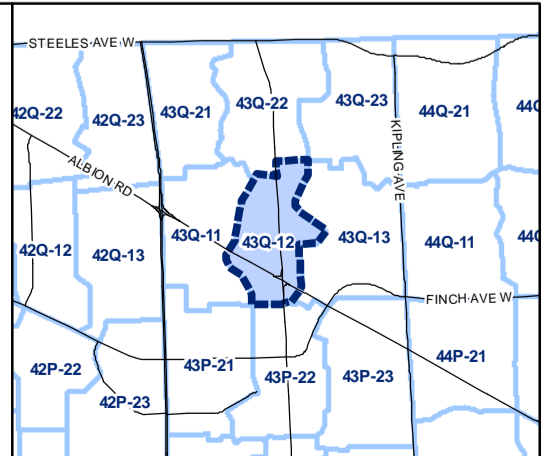 STEELES AVE W
42Q-22
42Q-23
43Q-21
43Q-22
43Q-23
44Q-21
ALBION RD
KIPLING AVE
42Q-12
42Q-13
43Q-11
43Q-12
43Q-13
44Q-11
FINCH AVE W
42P-22
42P-23
43P-21
43P-22
43P-23
44P-21